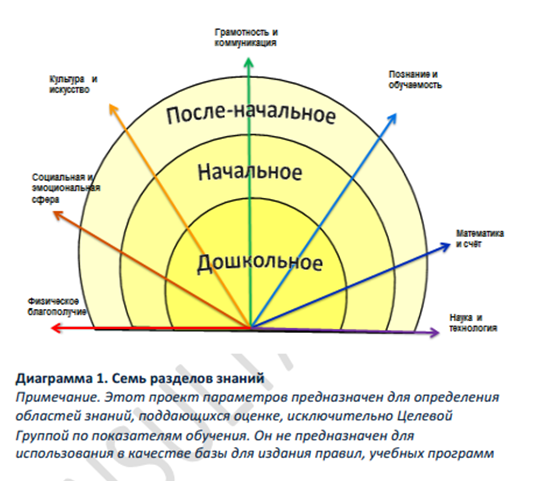 Грамотность и
коммуникация
Культура и
искусство
Познание и
обучаемость
После-начальное
Начальное
Социальная и
эмоциональная
сфера
Математика
и счёт
Дошкольное
Физическое
благополучие
Наука и
технология
Диаграмма 1. Семь разделов знаний
Примечание. Этот проект параметров предназначен для определения
областей знаний, поддающихся оценке, исключительно Целевой
Группой по показателям обучения. Он не предназначен для
использования в качестве базы для издания правил, учебных программ